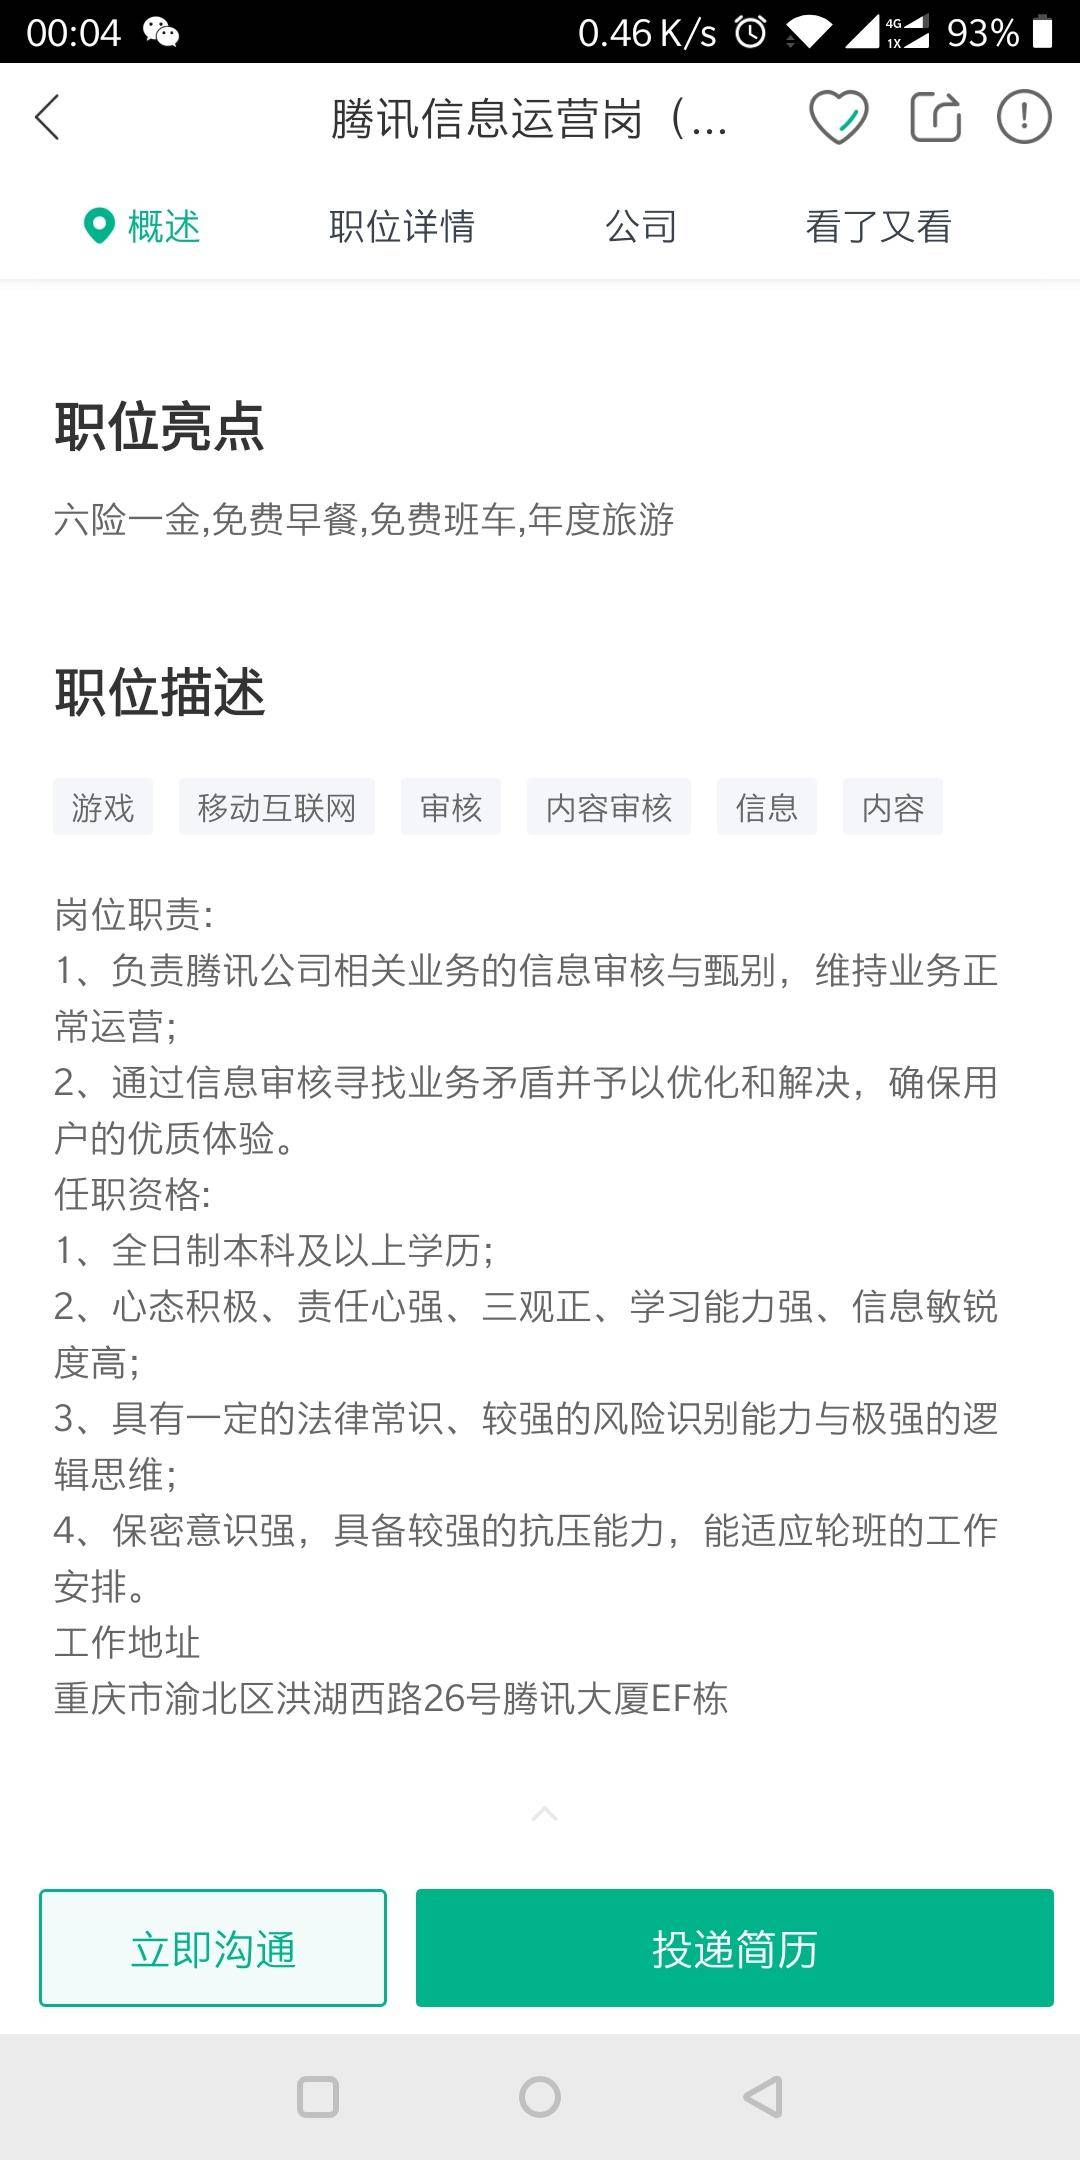 00:04 0.46 K/s 4G 1X 93%
腾讯信息运营岗（...
概述 职位详情 公司 看了又看
职位亮点
六险一金,免费早餐,免费班车,年度旅游
职位描述
游戏 移动互联网 审核 内容审核 信息 内容
岗位职责:
1、负责腾讯公司相关业务的信息审核与甄别，维持业务正
常运营;
2、通过信息审核寻找业务矛盾并予以优化和解决，确保用
户的优质体验。
任职资格:
1、全日制本科及以上学历;
2、心态积极、责任心强、三观正、学习能力强、信息敏锐
度高;
3、具有一定的法律常识、较强的风险识别能力与极强的逻
辑思维;
4、保密意识强，具备较强的抗压能力，能适应轮班的工作
安排。
工作地址
重庆市渝北区洪湖西路26号腾讯大厦EF栋
立即沟通 投递简历